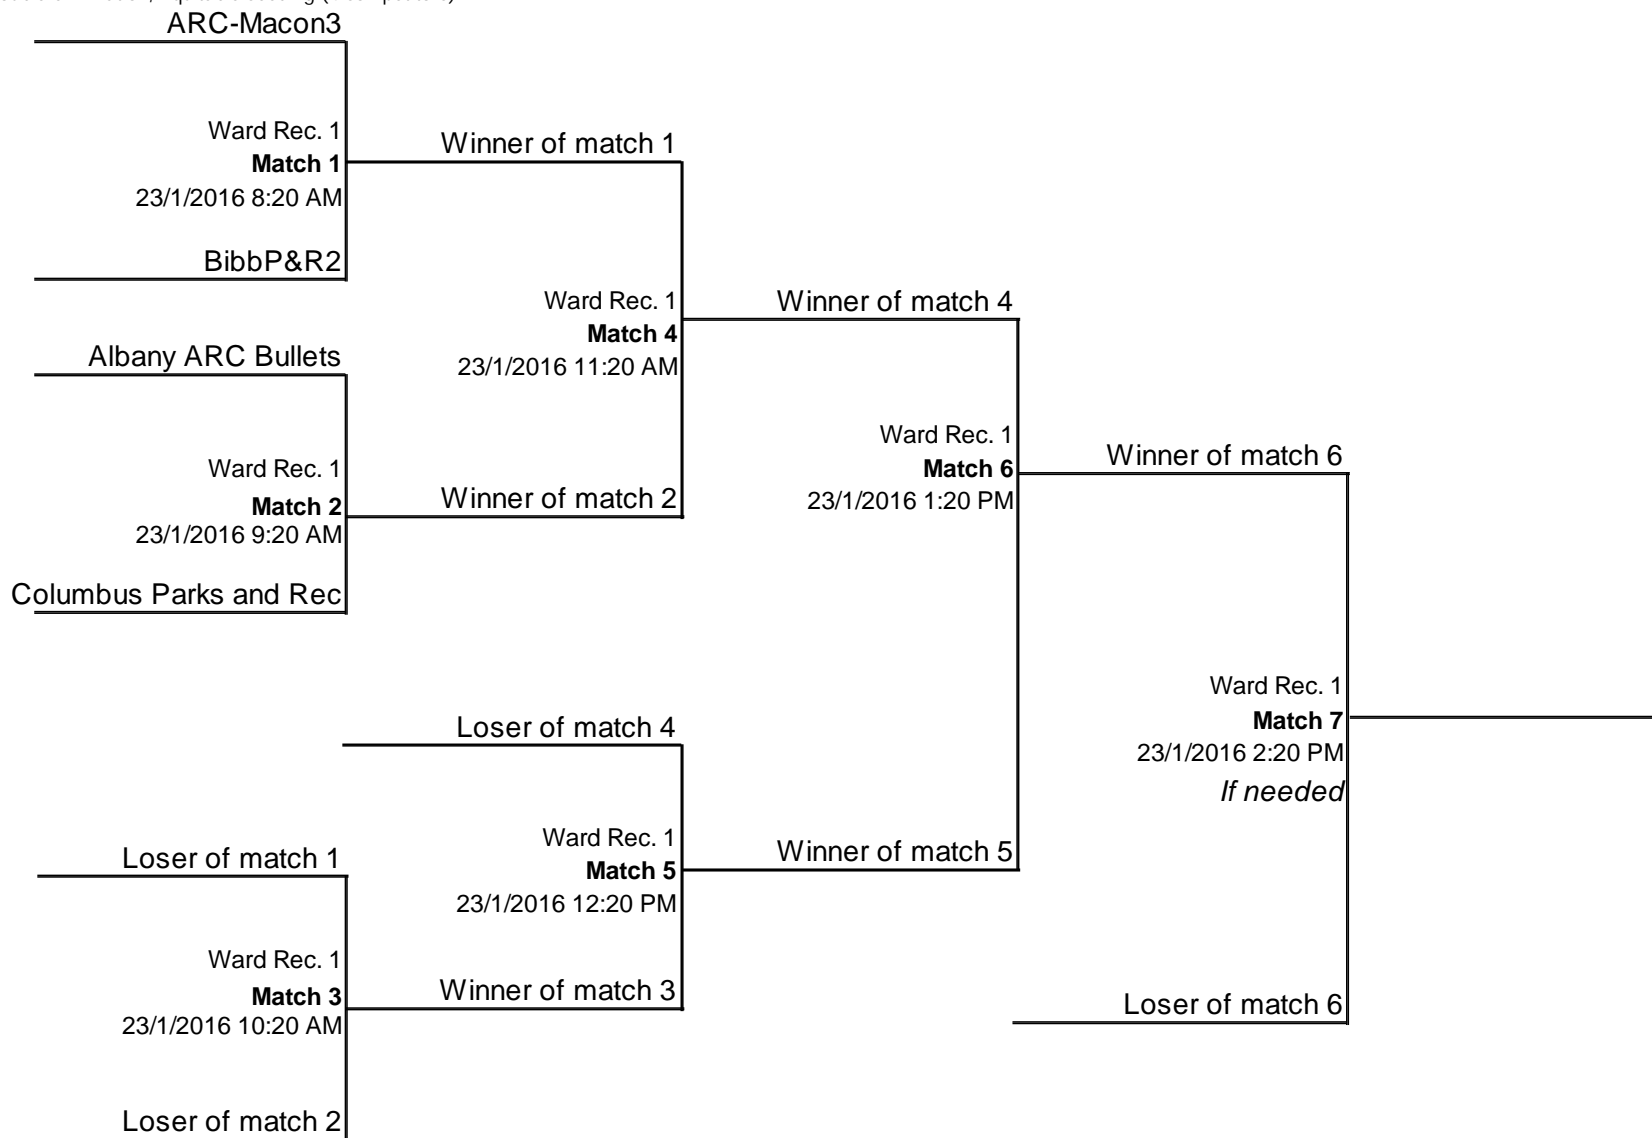 ARC-Macon3
Ward Rec. 1
Match 1
23/1/2016 8:20 AM
BibbP&R2
Winner of match 1
Albany ARC Bullets
Ward Rec. 1
Match 2
23/1/2016 9:20 AM
Columbus Parks and Rec
Winner of match 2
Ward Rec. 1
Match 4
23/1/2016 11:20 AM
Winner of match 4
Ward Rec. 1
Match 6
23/1/2016 1:20 PM
Winner of match 6
Loser of match 4
Ward Rec. 1
Match 5
23/1/2016 12:20 PM
Winner of match 5
Loser of match 1
Ward Rec. 1
Match 3
23/1/2016 10:20 AM
Loser of match 2
Winner of match 3
Ward Rec. 1
Match 7
23/1/2016 2:20 PM
If needed
Loser of match 6